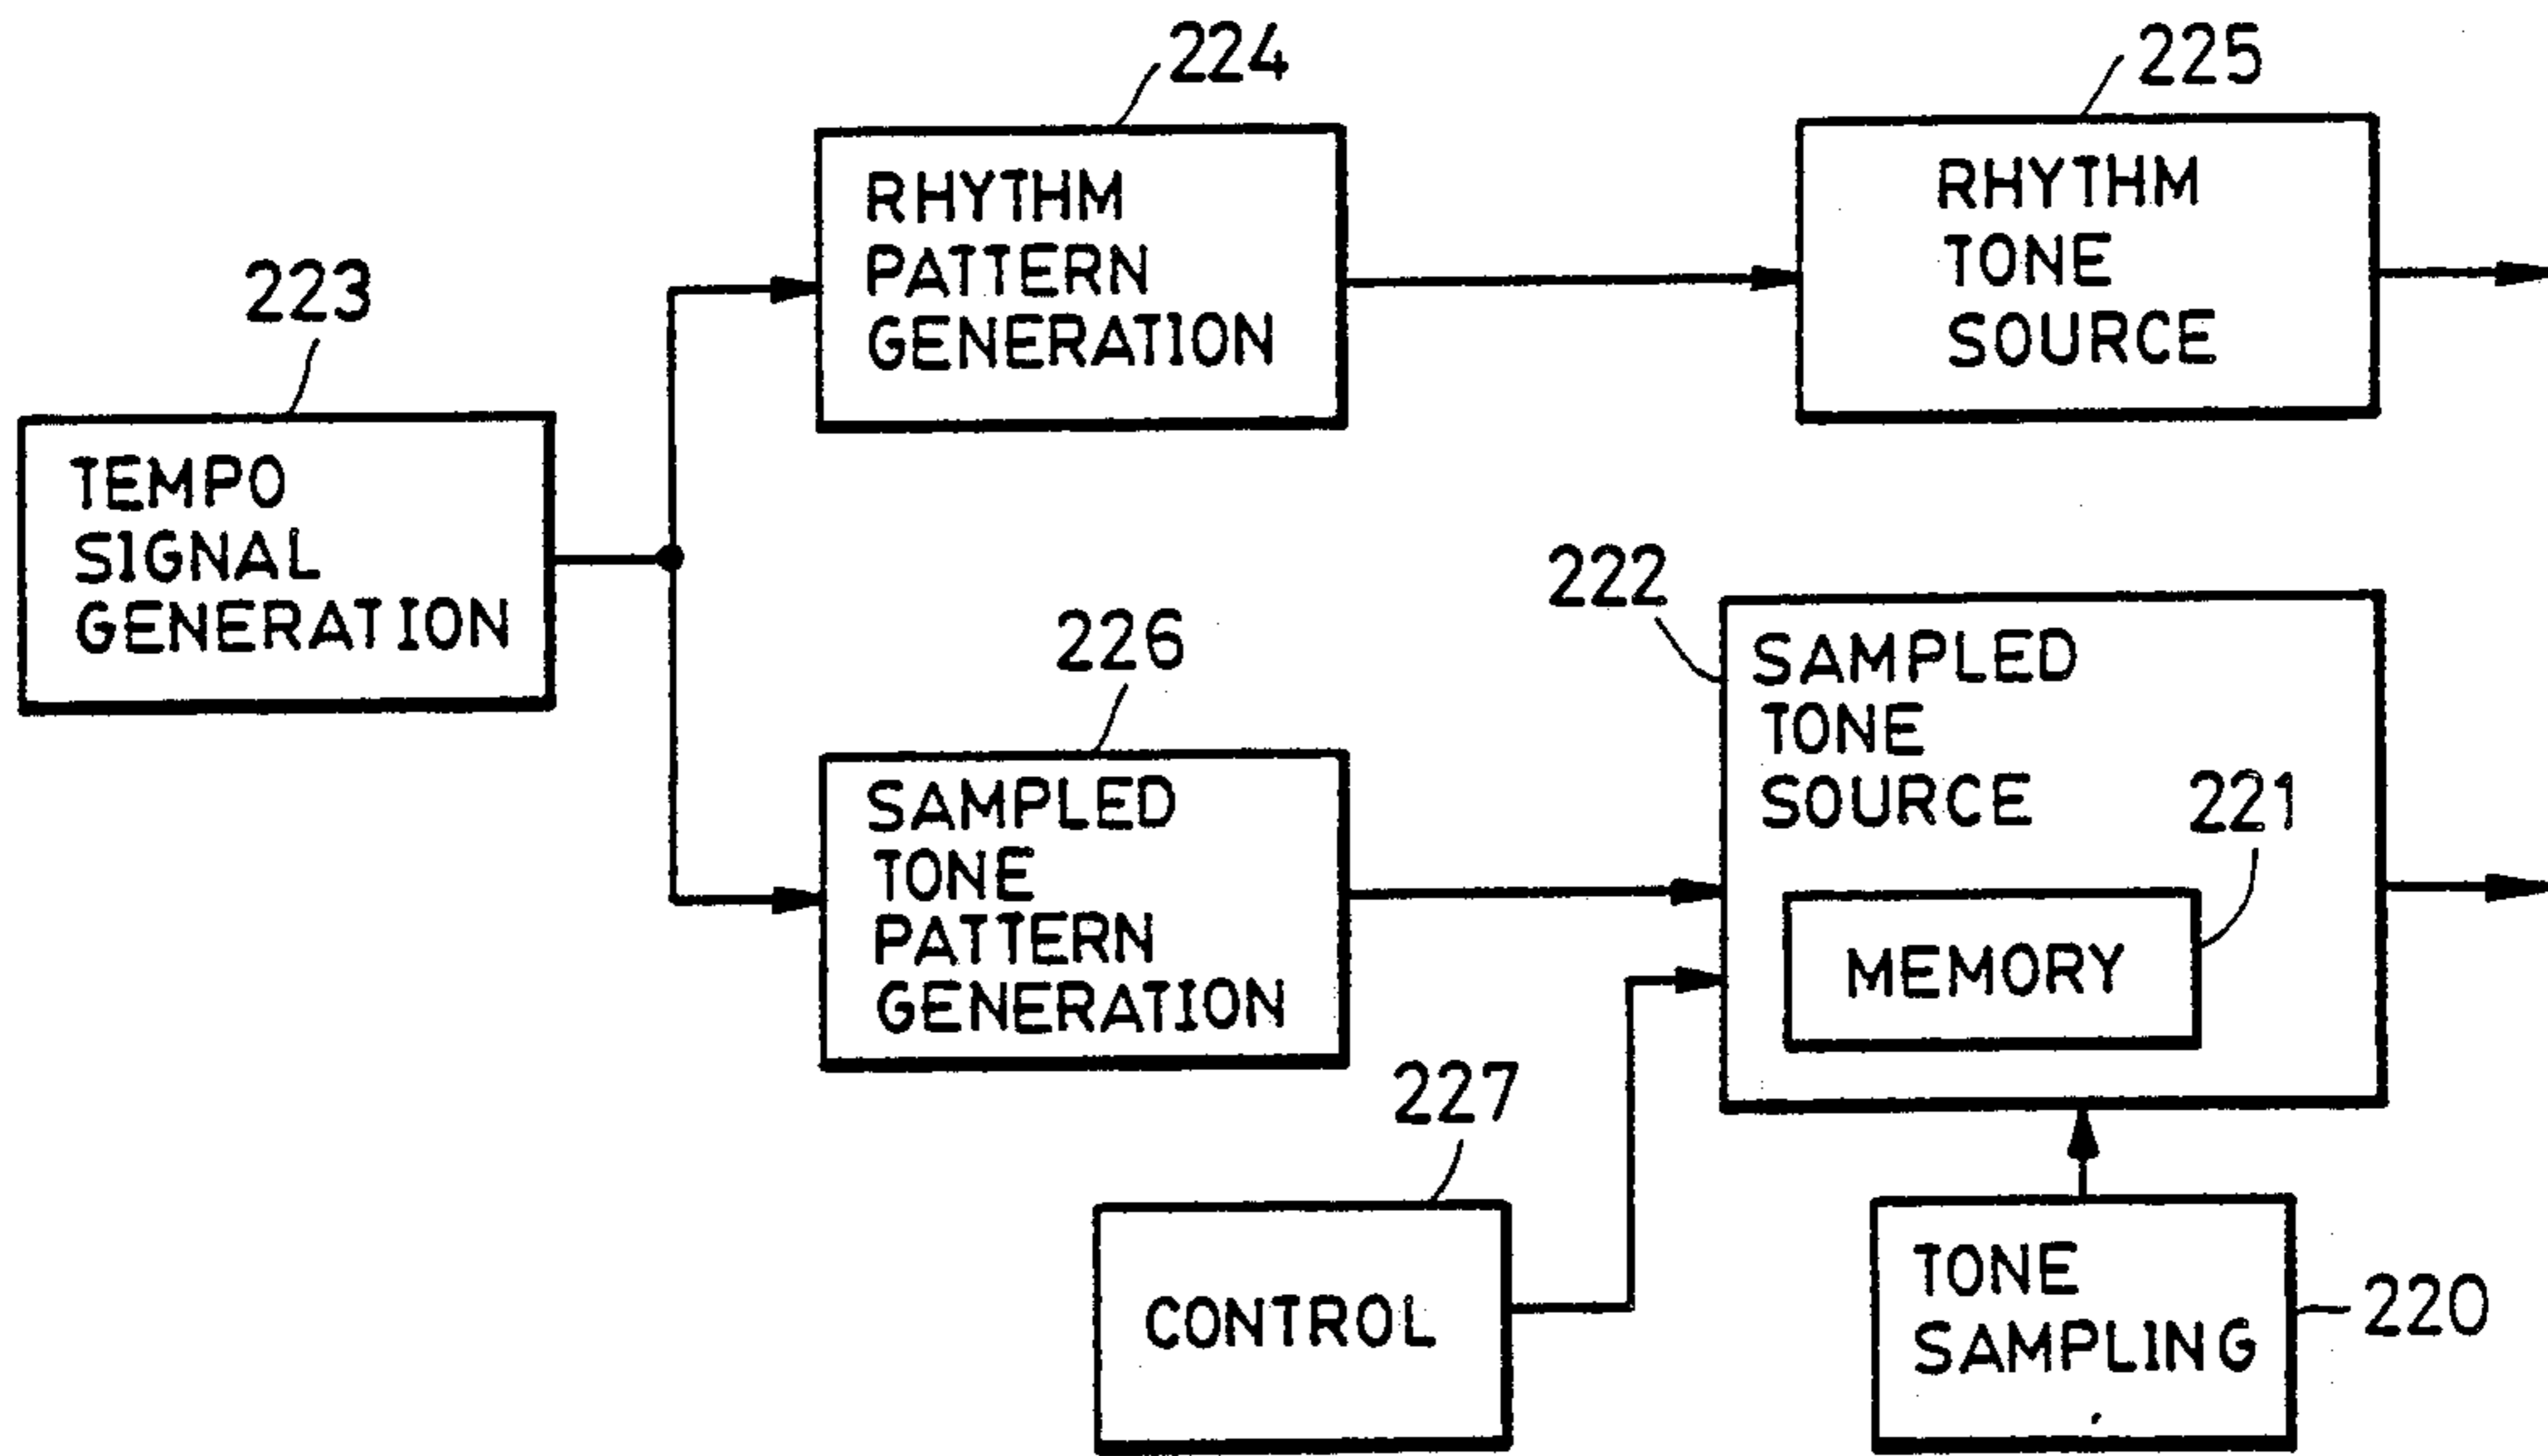 224
225
RHYTHM
PATTERN
GENERATION
RHYTHM
TONE
SOURCE
223
TEMPO
SIGNAL
GENERATION
222
SAMPLED
TONE
SOURCE
221
MEMORY
226
SAMPLED
TONE
PATTERN
GENERATION
227
CONTROL
TONE
SAMPLING
220